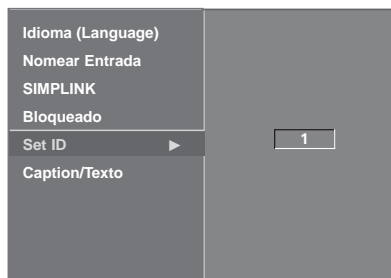 Idioma (Language)
Nomear Entrada
SIMPLINK
Bloqueado
Set ID ►
1
Caption/Texto